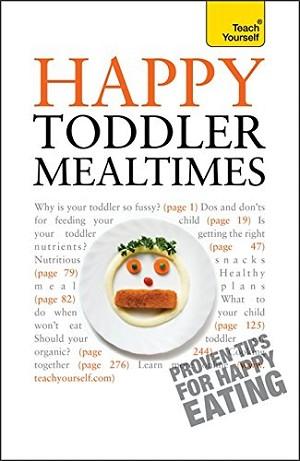 Teach
Yourself®
HAPPY
TODDLER
MEALTIMES
Why is your toddler so fussy? (page 1) Dos and don'ts
for feeding your child (page 19) Is
your toddler getting the right
nutrients? (page 47)
Nutritious snacks
(page 79) Healthy
meal plans
(page 82) What to
do when your child
won't eat (page 125)
Should your toddler
organic? (page 244)
together (page 276) Learn
teachyourself.com)
PROVEN TIPS
FOR HAPPY
EATING